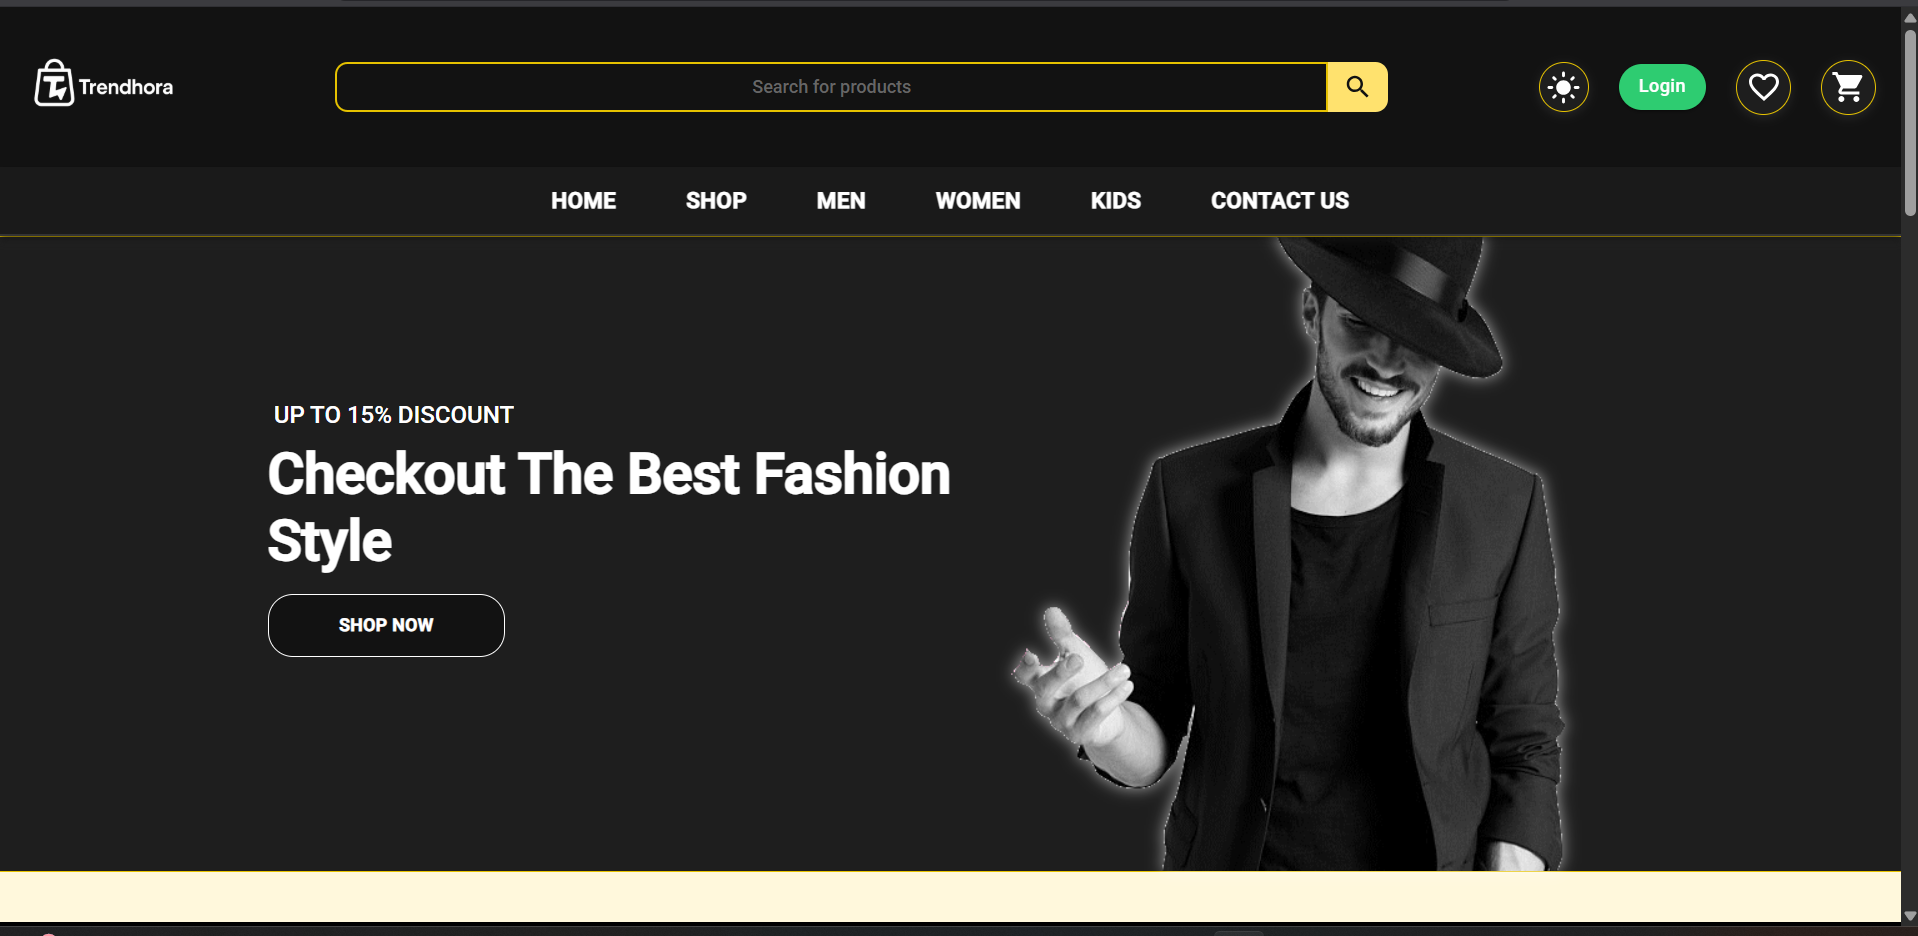 Trendhora
Search for products
Login
HOME SHOP MEN WOMEN KIDS CONTACT US
UP TO 15% DISCOUNT
Checkout The Best Fashion
Style
SHOP NOW